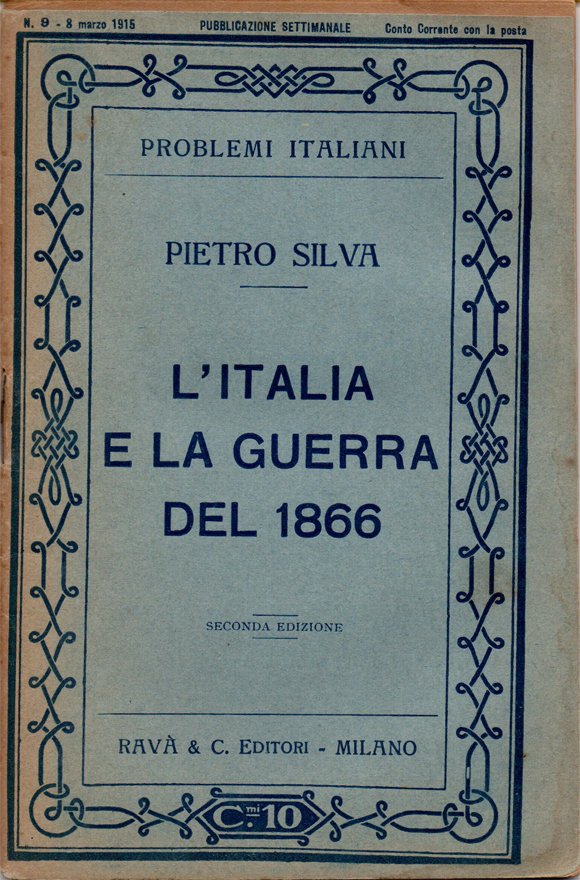 N. 9 - 8 marzo 1915 PUBBLICAZIONE SETTIMANALE Conto Corrente con la posta
PROBLEMI ITALIANI
PIETRO SILVA
L'ITALIA
E LA GUERRA
DEL 1866
SECONDA EDIZIONE
RAVÀ & C. EDITORI - MILANO
C.mi 10